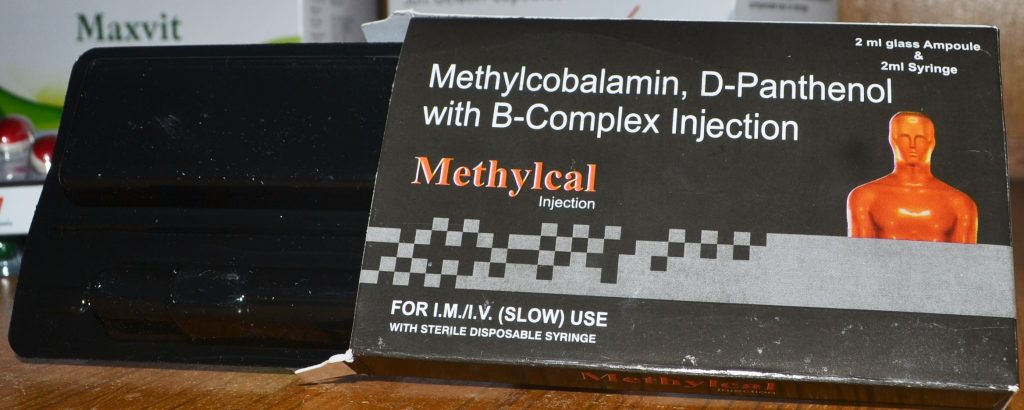 Maxvit
2 ml glass Ampoule
&
2ml Syringe
Methylcobalamin, D-Panthenol
with B-Complex Injection
Methylcal
Injection
FOR I.M./I.V. (SLOW) USE
WITH STERILE DISPOSABLE SYRINGE
Methylcal
Injection